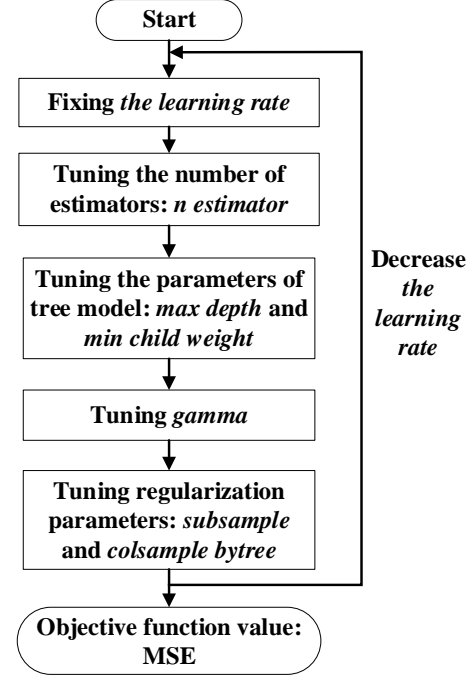 Start
Fixing the learning rate
Tuning the number of
estimators: n estimator
Tuning the parameters of
tree model: max depth and
min child weight
Tuning gamma
Tuning regularization
parameters: subsample
and colsample bytree
Objective function value:
MSE
Decrease
the
learning
rate